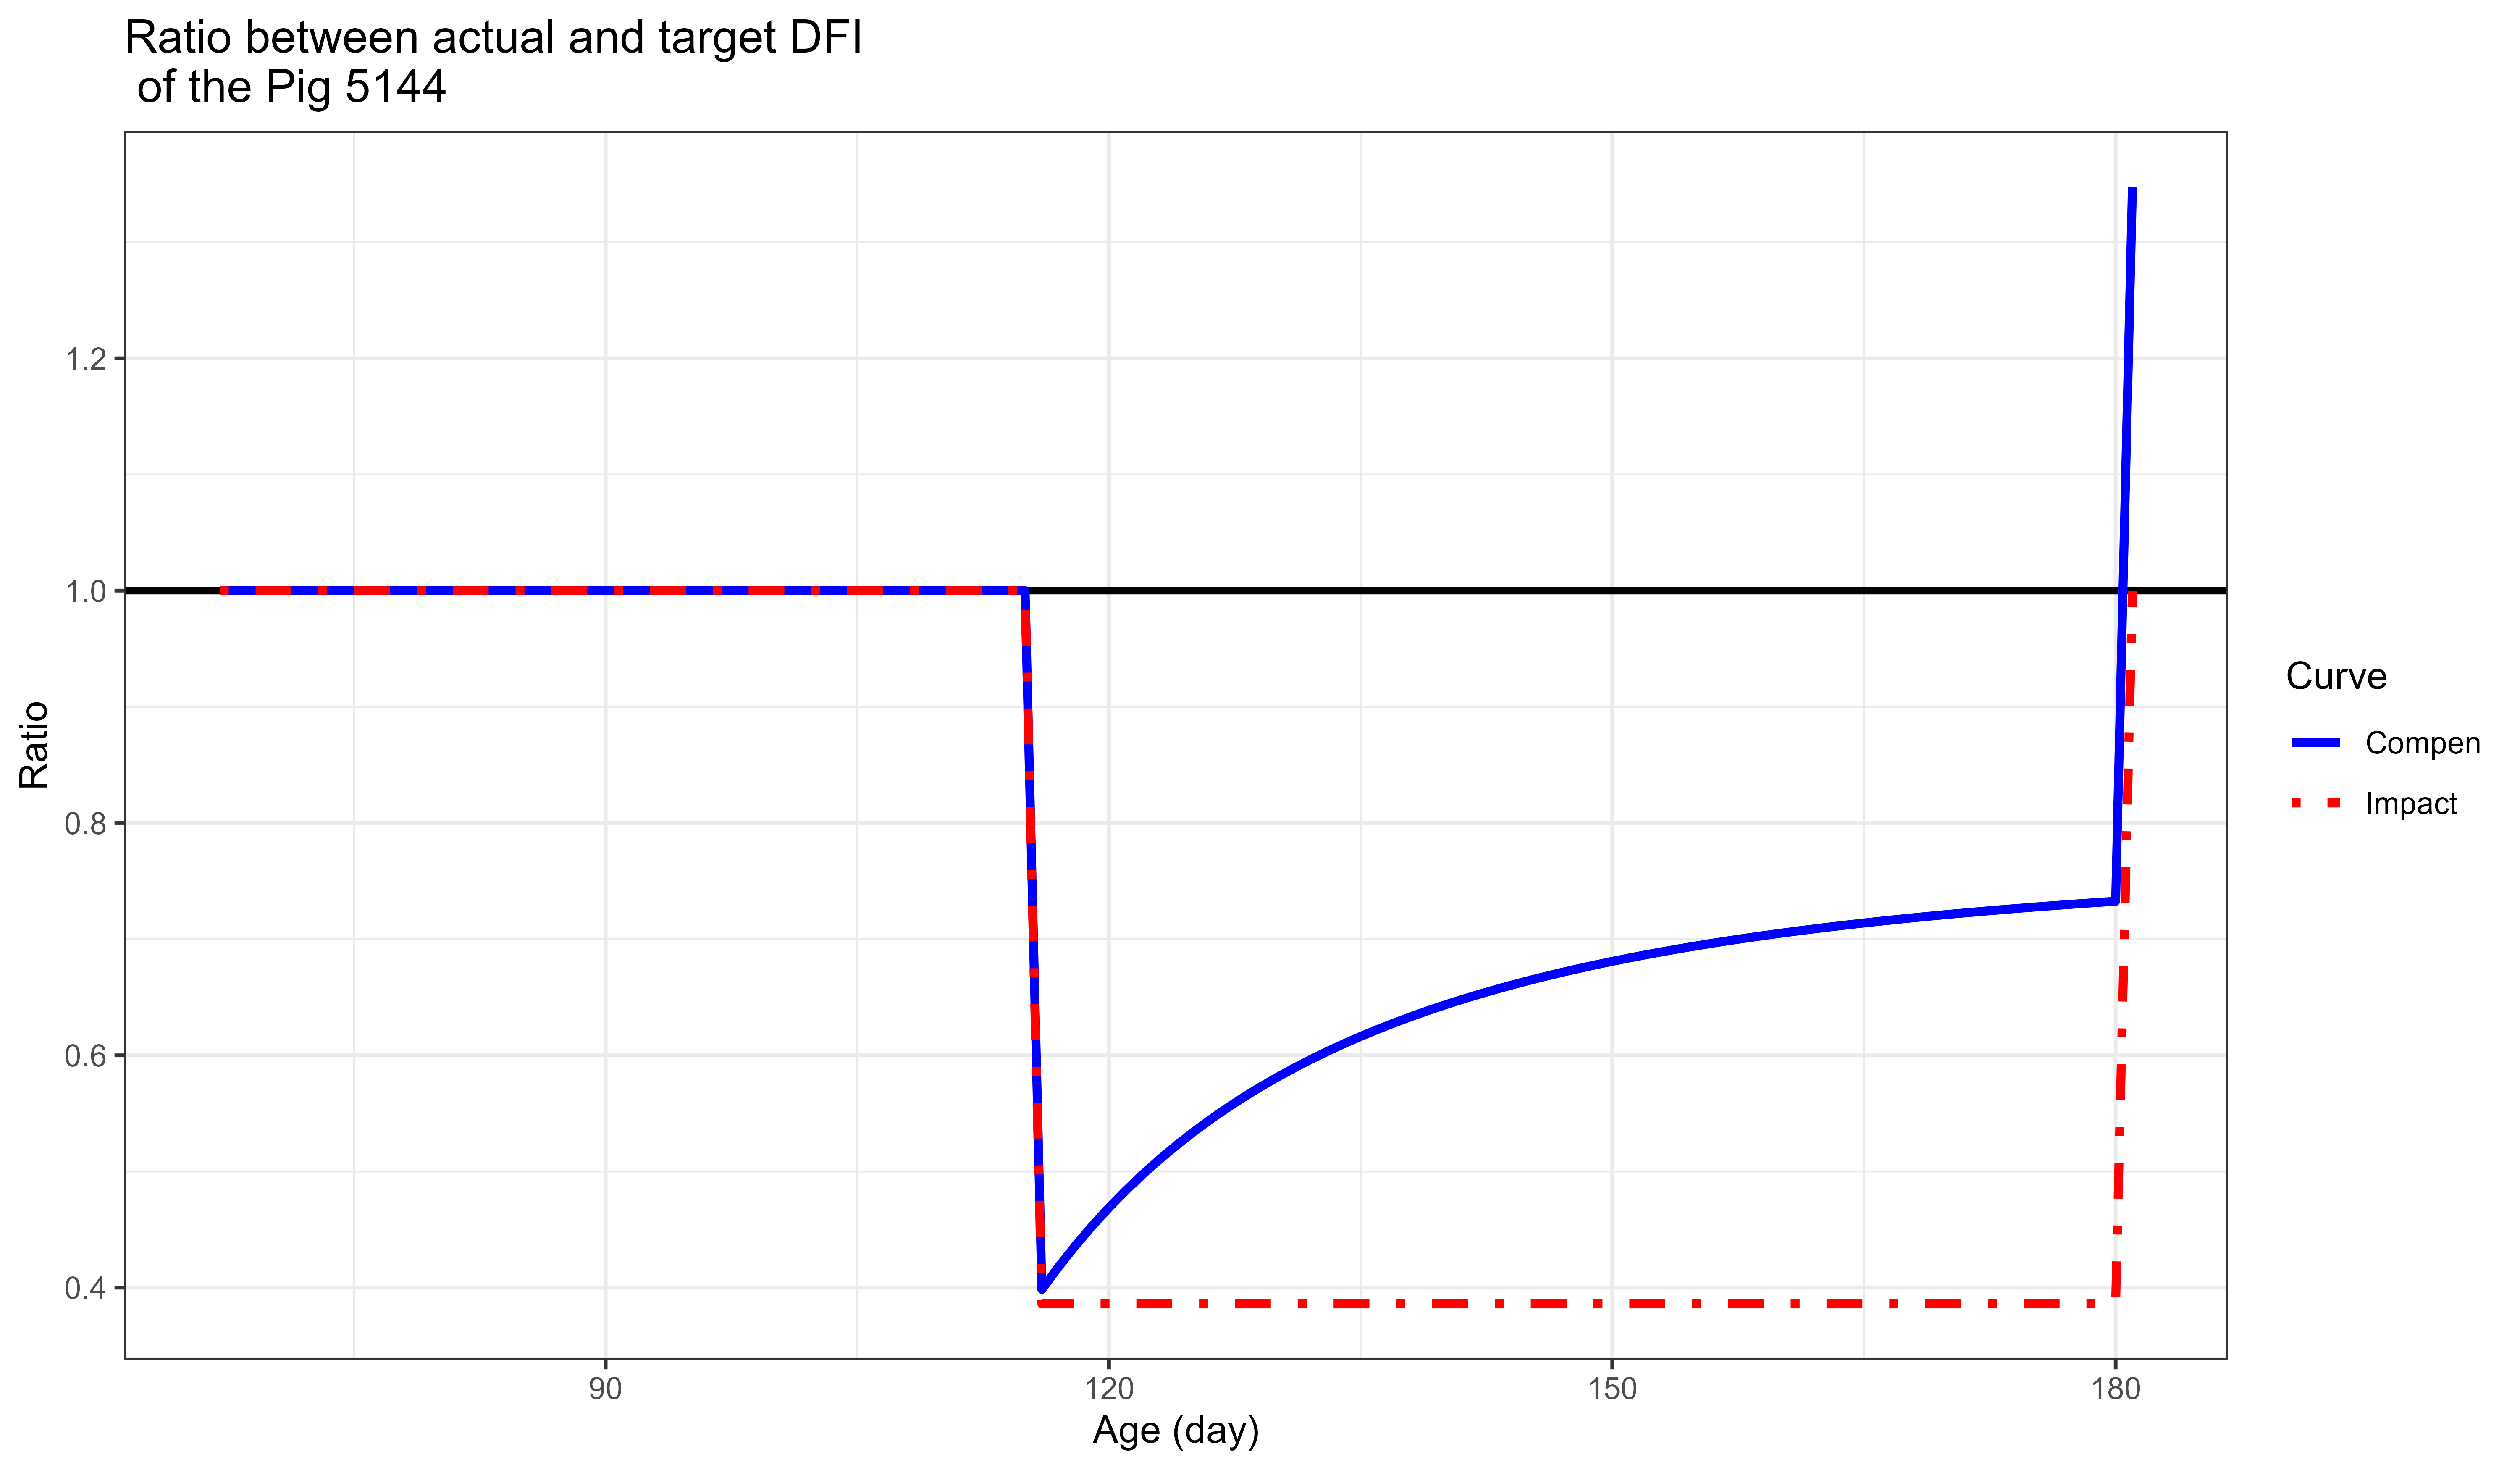 Ratio between actual and target DFI
of the Pig 5144
1.2
1.0
0.8
0.6
0.4
Ratio
90
120
150
180
Age (day)
Curve
Compen
Impact